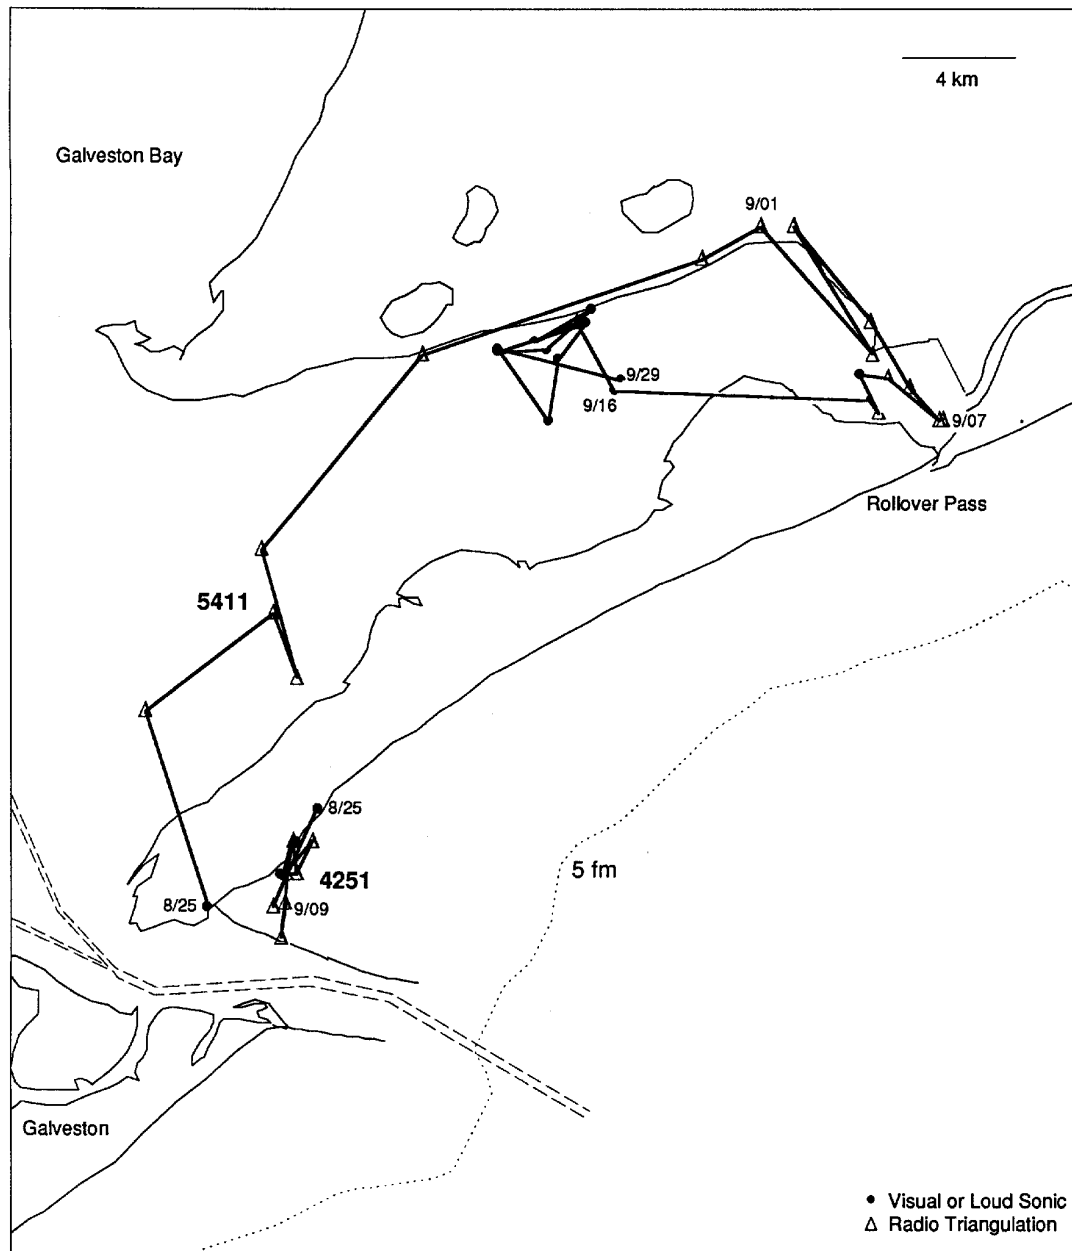 4 km
Galveston Bay
9/01
9/29
9/16
9/07
Rollover Pass
5411
8/25
5 fm
4251
8/25
9/09
Galveston
Visual or Loud Sonic
Radio Triangulation